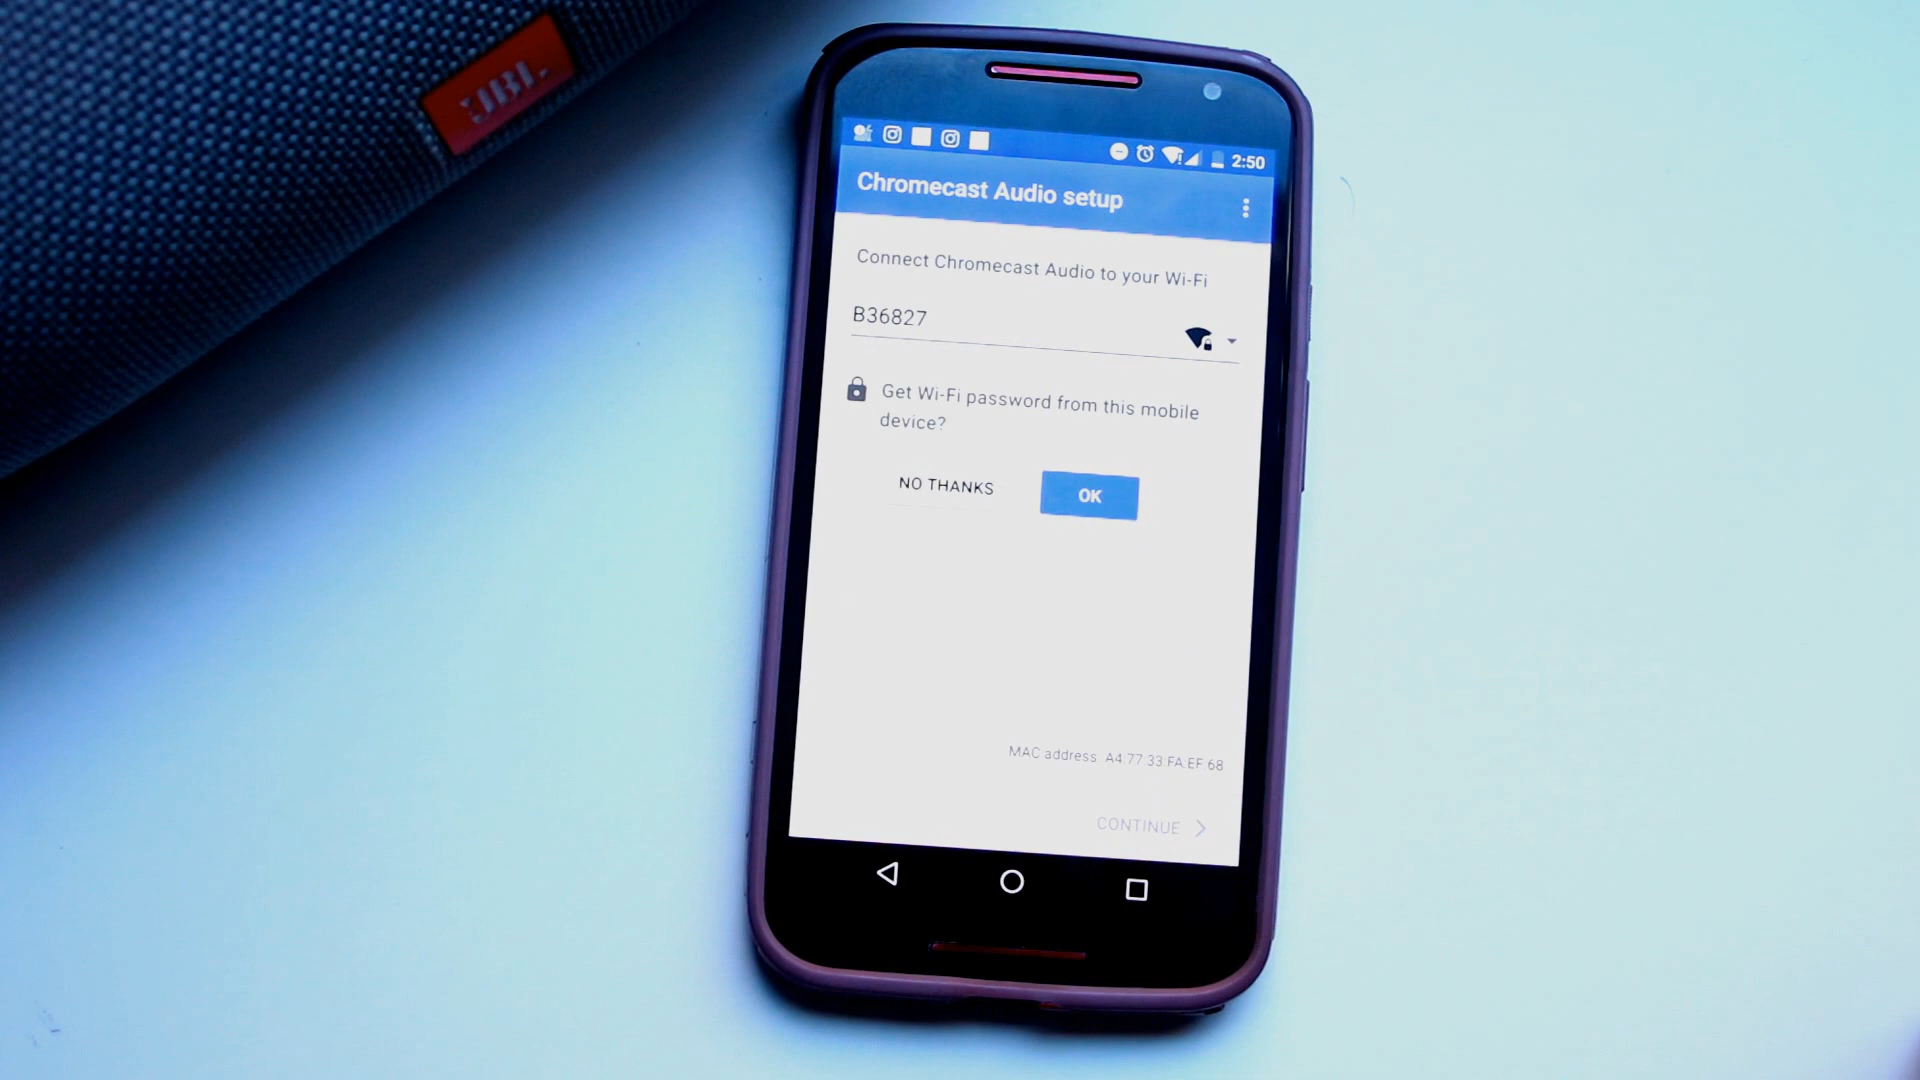 JBL
2:50
Chromecast Audio setup
Connect Chromecast Audio to your Wi-Fi
B36827
Get Wi-Fi password from this mobile
device?
NO THANKS
OK
MAC address: A4:77:33:FA:EF:68
CONTINUE